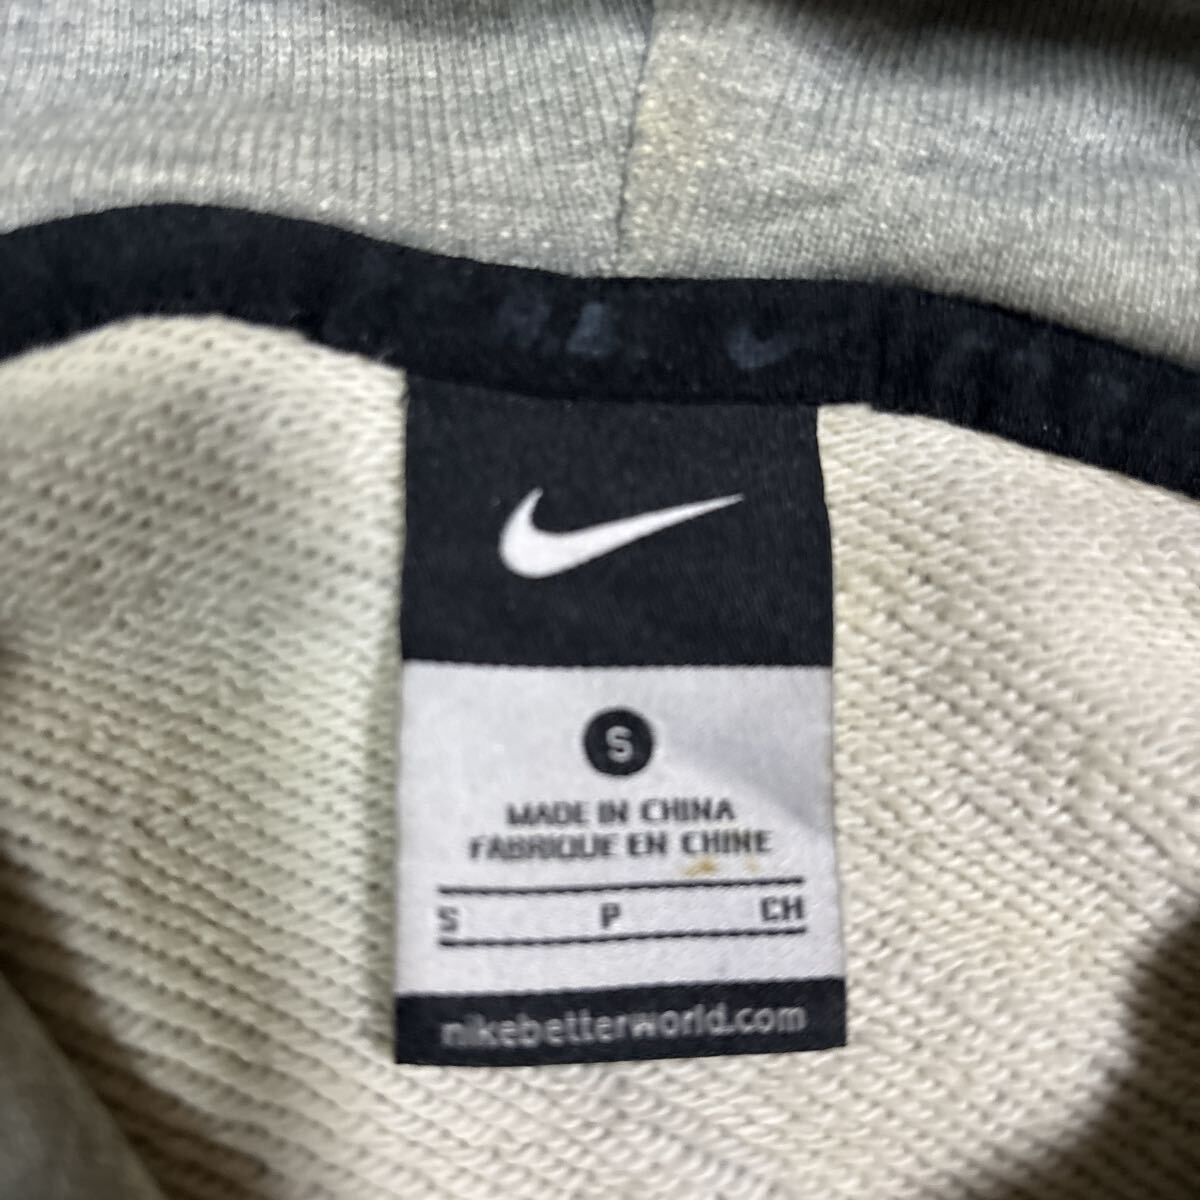 S
MADE IN CHINA
FABRIQUE EN CHINE
S P CH
nikebetterworld.com